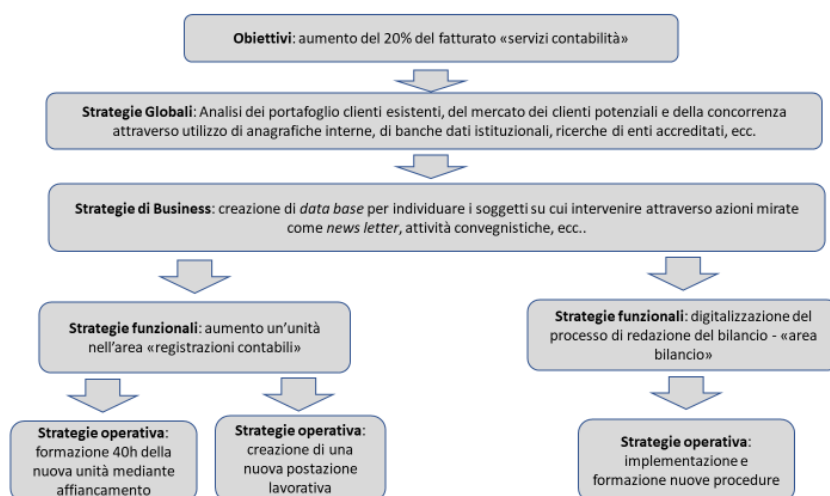 Obiettivi: aumento del 20% del fatturato «servizi contabilità»
Strategie Globali: Analisi dei portafoglio clienti esistenti, del mercato dei clienti potenziali e della concorrenza
attraverso utilizzo di anagrafiche interne, di banche dati istituzionali, ricerche di enti accreditati, ecc.
Strategie di Business: creazione di data base per individuare i soggetti su cui intervenire attraverso azioni mirate
come news letter, attività convegnistiche, ecc..
Strategie funzionali: aumento un’unità
nell’area «registrazioni contabili»
Strategie funzionali: digitalizzazione del
processo di redazione del bilancio - «area
bilancio»
Strategie operativa:
formazione 40h della
nuova unità mediante
affiancamento
Strategie operativa:
creazione di una
nuova postazione
lavorativa
Strategie operativa:
implementazione e
formazione nuove procedure